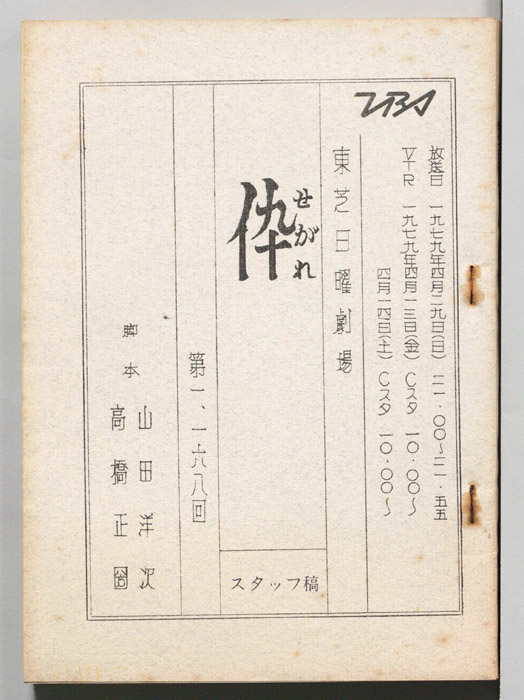 TBS
放送日 一九七九年四月二九日(日) 二一・〇〇〜二一・五五
VTR 一九七九年四月一三日(金) Cスタ 一〇・〇〇〜
四月一四日(土) Cスタ 一〇・〇〇〜
東芝日曜劇場
せがれ
伜
スタッフ稿
第一、一六八回
脚本 山田洋次
高橋正圀